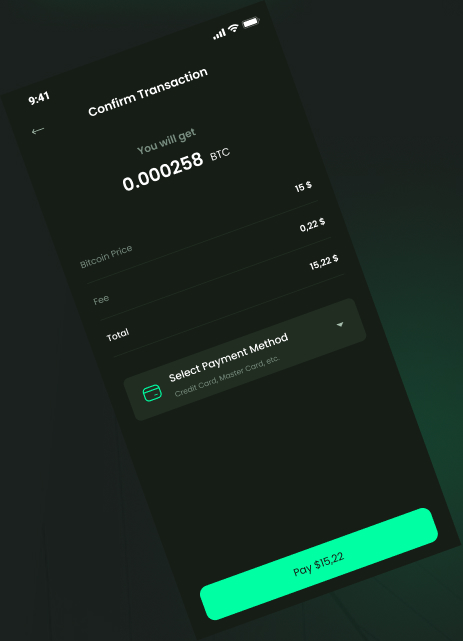 9:41
Confirm Transaction
You will get
0.000258 BTC
Bitcoin Price 15 $
Fee 0,22 $
Total 15,22 $
Select Payment Method
Credit Card, Master Card, etc.
Pay $15,22